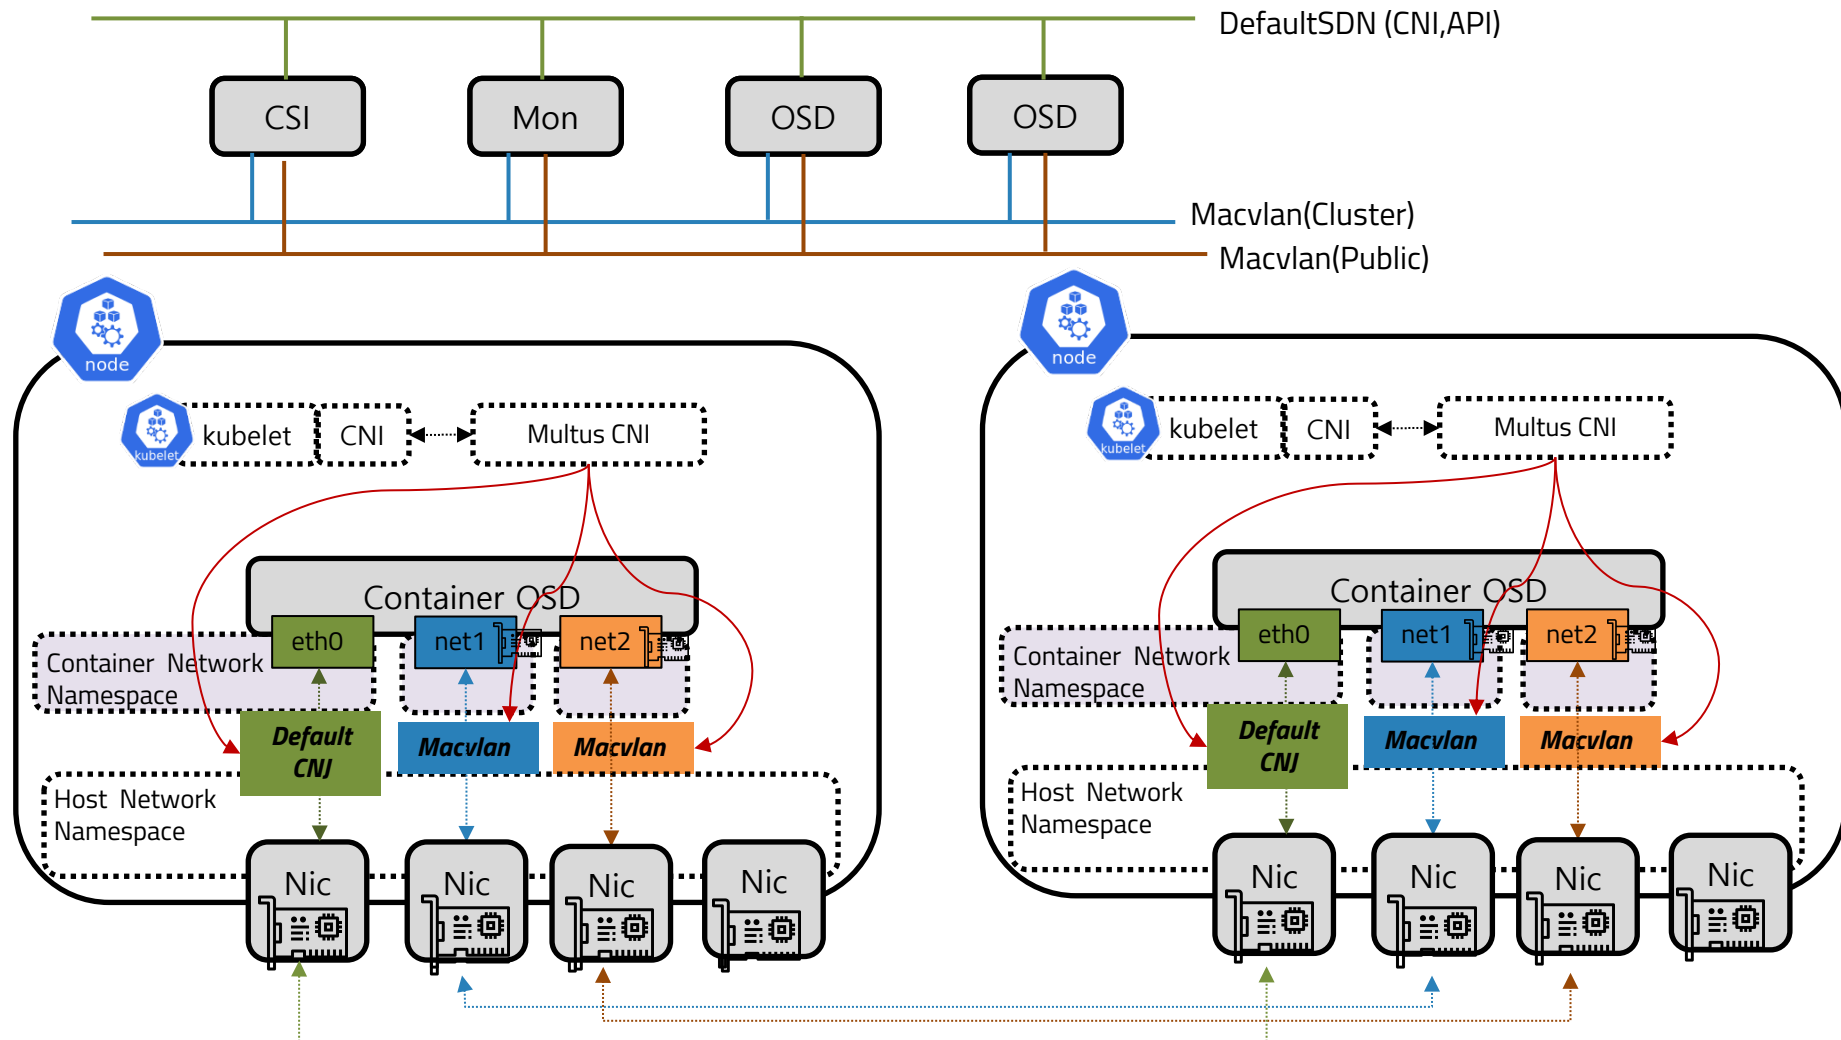 DefaultSDN (CNI,API)
CSI
Mon
OSD
OSD
Macvlan(Cluster)
Macvlan(Public)
node
kubelet
kubelet
CNI
Multus CNI
Container OSD
eth0
net1
net2
Container Network
Namespace
Default
CNJ
Macvlan
Macvlan
Host Network
Namespace
Nic
Nic
Nic
Nic
node
kubelet
kubelet
CNI
Multus CNI
Container OSD
eth0
net1
net2
Container Network
Namespace
Default
CNJ
Macvlan
Macvlan
Host Network
Namespace
Nic
Nic
Nic
Nic